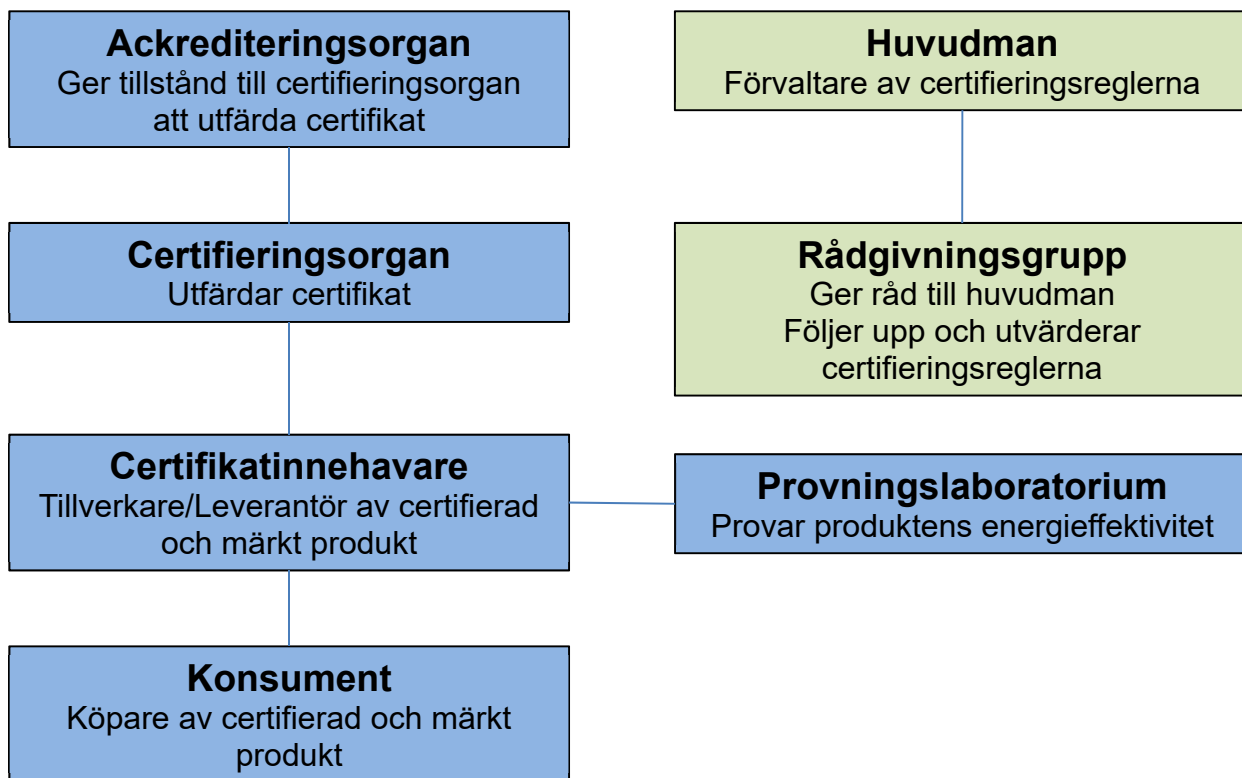 Ackrediteringsorgan
Ger tillstånd till certifieringsorgan
att utfärda certifikat
Huvudman
Förvaltare av certifieringsreglerna
Certifieringsorgan
Utfärdar certifikat
Rådgivningsgrupp
Ger råd till huvudman
Följer upp och utvärderar
certifieringsreglerna
Certifikatinnehavare
Tillverkare/Leverantör av certifierad
och märkt produkt
Provningslaboratorium
Provar produktens energieffektivitet
Konsument
Köpare av certifierad och märkt
produkt